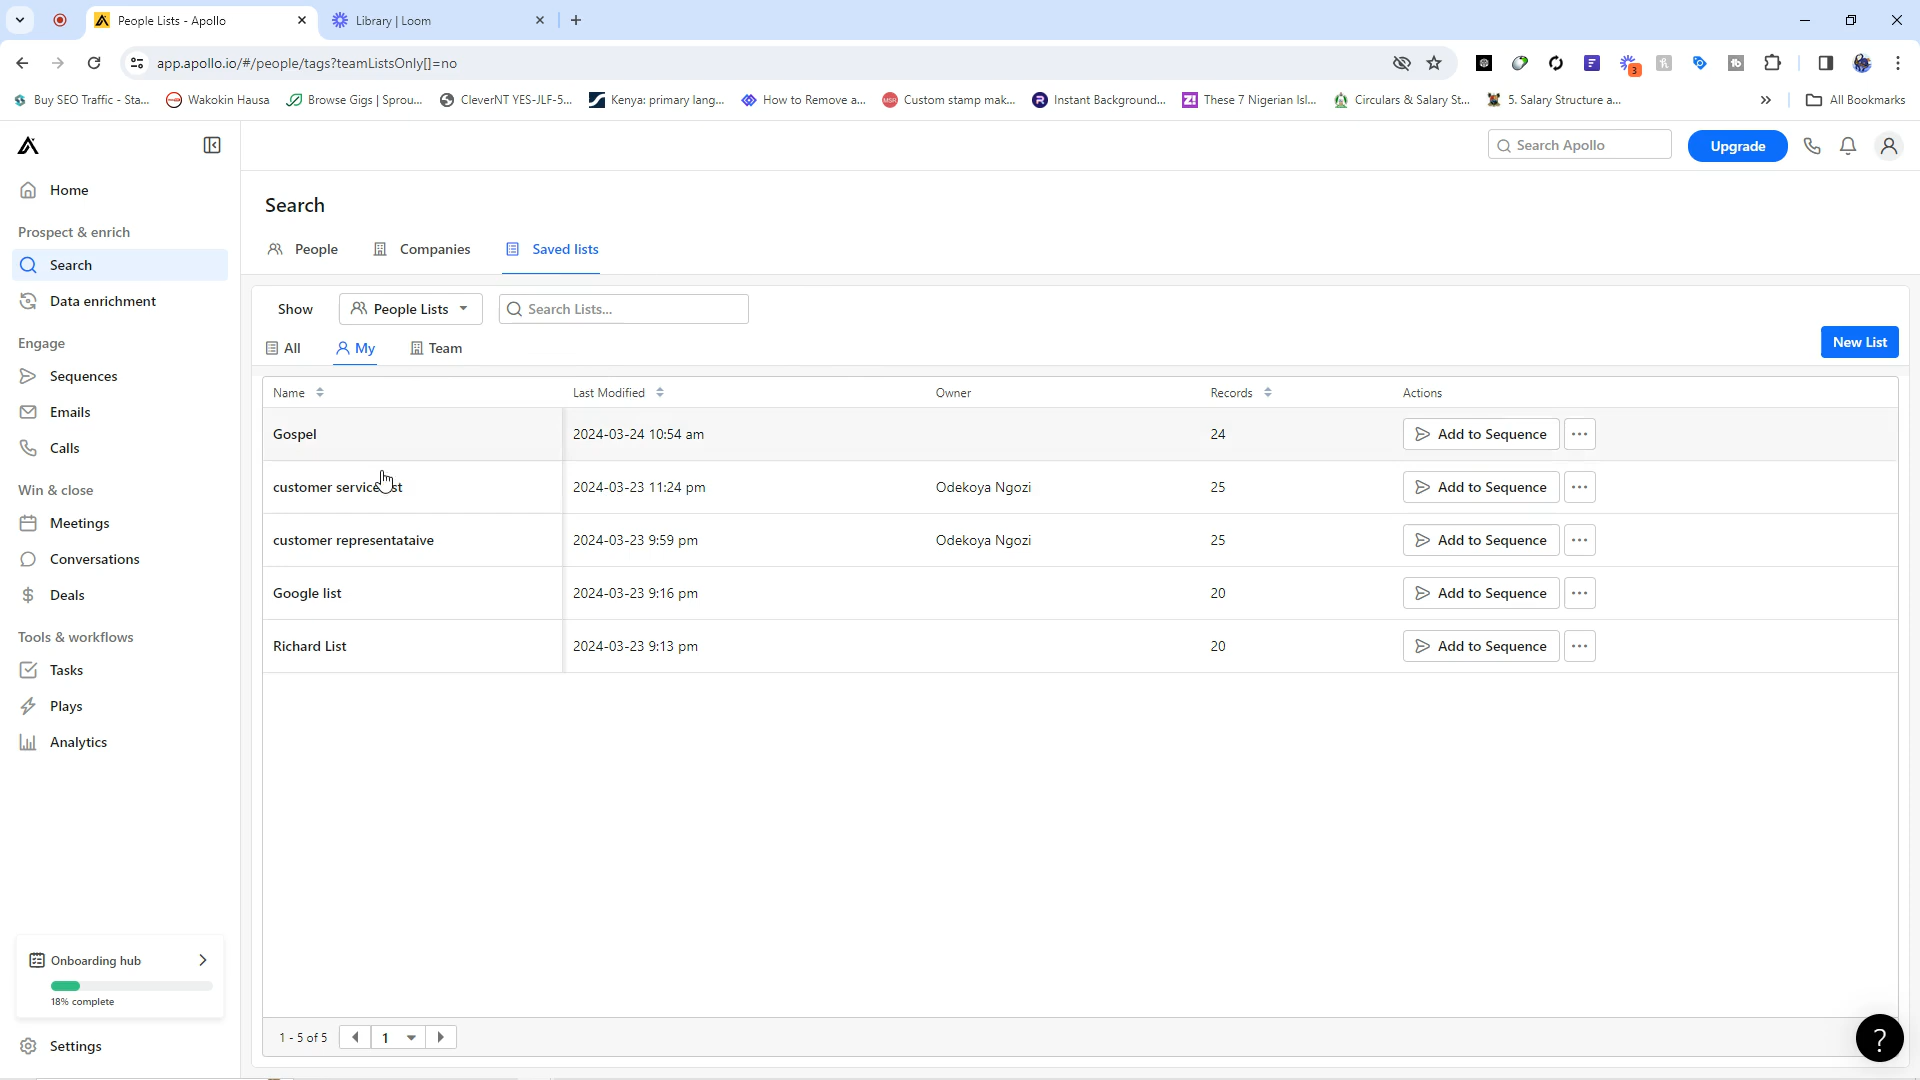 People Lists - Apollo
Library | Loom
app.apollo.io/#/people/tags?teamListsOnly[]=no
3
Buy SEO Traffic - Sta...
Wakokin Hausa
Browse Gigs | Sprou...
CleverNT YES-JLF-5...
Kenya: primary lang...
How to Remove a...
Custom stamp mak...
Instant Background...
These 7 Nigerian Isl...
Circulars & Salary St...
5. Salary Structure a...
All Bookmarks
Search Apollo
Upgrade
Home
Prospect & enrich
Search
Data enrichment
Engage
Sequences
Emails
Calls
Win & close
Meetings
Conversations
Deals
Tools & workflows
Tasks
Plays
Analytics
Onboarding hub
18% complete
Settings
Search
People
Companies
Saved lists
Show
People Lists
Search Lists...
All
My
Team
New List
Name Last Modified Owner Records Actions
Gospel 2024-03-24 10:54 am 24 Add to Sequence ...
customer service 2024-03-23 11:24 pm Odekoya Ngozi 25 Add to Sequence ...
customer representataive 2024-03-23 9:59 pm Odekoya Ngozi 25 Add to Sequence ...
Google list 2024-03-23 9:16 pm 20 Add to Sequence ...
Richard List 2024-03-23 9:13 pm 20 Add to Sequence ...
1 - 5 of 5
1
?